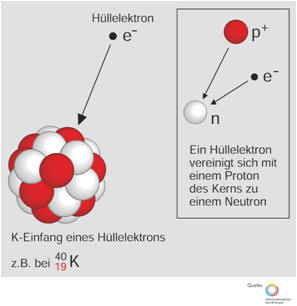 Hüllelektron
e⁻
p⁺
e⁻
n
Ein Hüllelektron
vereinigt sich mit
einem Proton
des Kerns zu
einem Neutron
K-Einfang eines Hüllelektrons
z.B. bei ⁴⁰₁₉K
Quelle: